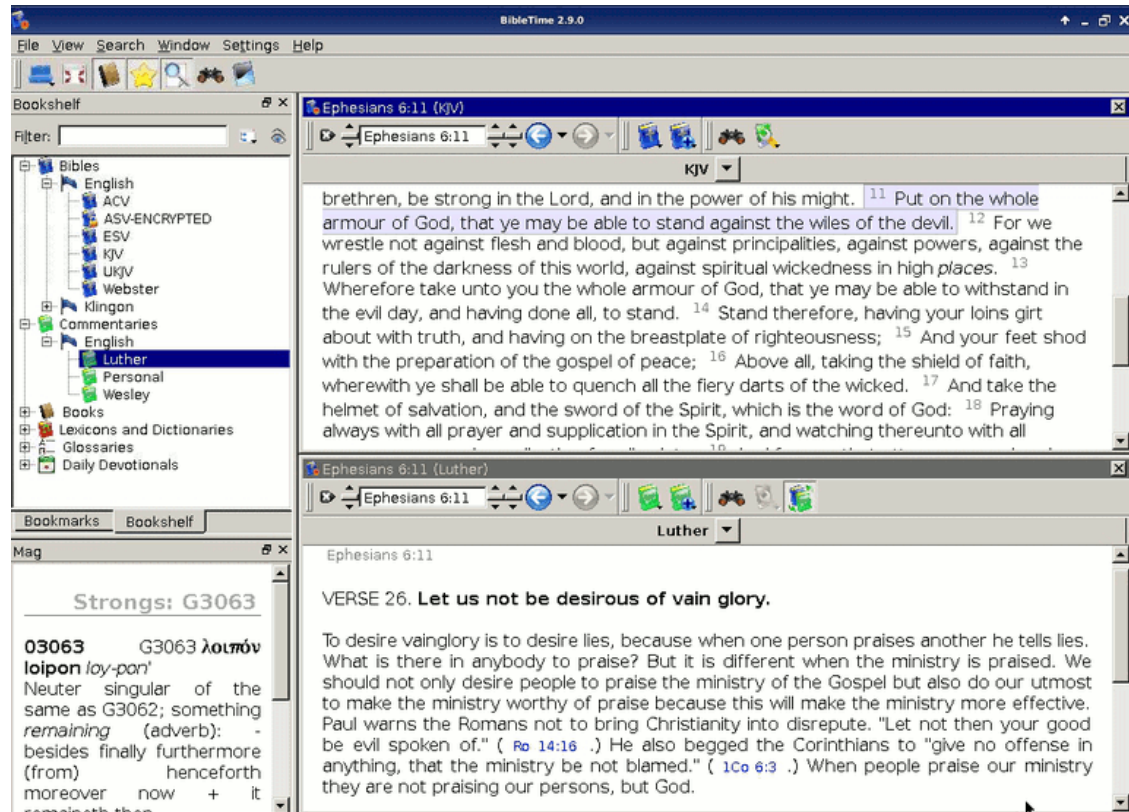 BibleTime 2.9.0
File View Search Window Settings Help
Bookshelf
Filter:
Bibles
English
ACV
ASV-ENCRYPTED
ESV
KJV
UKJV
Webster
Klingon
Commentaries
English
Luther
Personal
Wesley
Books
Lexicons and Dictionaries
Glossaries
Daily Devotionals
Bookmarks Bookshelf
Mag
Strongs: G3063
03063 G3063 λοιπόν
loipon loy-pon'
Neuter singular of the
same as G3062; something
remaining (adverb): -
besides finally furthermore
(from) henceforth
moreover now + it
remaineth then
Ephesians 6:11 (KJV)
Ephesians 6:11
KJV
brethren, be strong in the Lord, and in the power of his might. 11 Put on the whole
armour of God, that ye may be able to stand against the wiles of the devil. 12 For we
wrestle not against flesh and blood, but against principalities, against powers, against the
rulers of the darkness of this world, against spiritual wickedness in high places. 13
Wherefore take unto you the whole armour of God, that ye may be able to withstand in
the evil day, and having done all, to stand. 14 Stand therefore, having your loins girt
about with truth, and having on the breastplate of righteousness; 15 And your feet shod
with the preparation of the gospel of peace; 16 Above all, taking the shield of faith,
wherewith ye shall be able to quench all the fiery darts of the wicked. 17 And take the
helmet of salvation, and the sword of the Spirit, which is the word of God: 18 Praying
always with all prayer and supplication in the Spirit, and watching thereunto with all
Ephesians 6:11 (Luther)
Ephesians 6:11
Luther
Ephesians 6:11
VERSE 26. Let us not be desirous of vain glory.
To desire vainglory is to desire lies, because when one person praises another he tells lies.
What is there in anybody to praise? But it is different when the ministry is praised. We
should not only desire people to praise the ministry of the Gospel but also do our utmost
to make the ministry worthy of praise because this will make the ministry more effective.
Paul warns the Romans not to bring Christianity into disrepute. "Let not then your good
be evil spoken of." ( Ro 14:16 .) He also begged the Corinthians to "give no offense in
anything, that the ministry be not blamed." ( 1Co 6:3 .) When people praise our ministry
they are not praising our persons, but God.